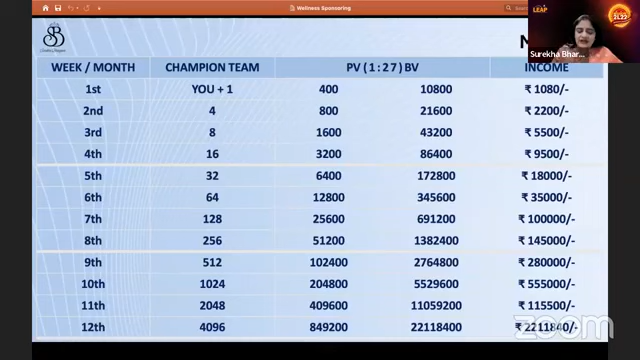 Wellness Sponsoring
LEAP
2L22
SB
N
Surekha Bhar...
WEEK / MONTH CHAMPION TEAM PV ( 1 : 27 ) BV INCOME
1st YOU + 1 400 10800 ₹ 1080/-
2nd 4 800 21600 ₹ 2200/-
3rd 8 1600 43200 ₹ 5500/-
4th 16 3200 86400 ₹ 9500/-
5th 32 6400 172800 ₹ 18000/-
6th 64 12800 345600 ₹ 35000/-
7th 128 25600 691200 ₹ 100000/-
8th 256 51200 1382400 ₹ 145000/-
9th 512 102400 2764800 ₹ 280000/-
10th 1024 204800 5529600 ₹ 555000/-
11th 2048 409600 11059200 ₹ 115500/-
12th 4096 849200 22118400 ₹ 2211840/-
zoom